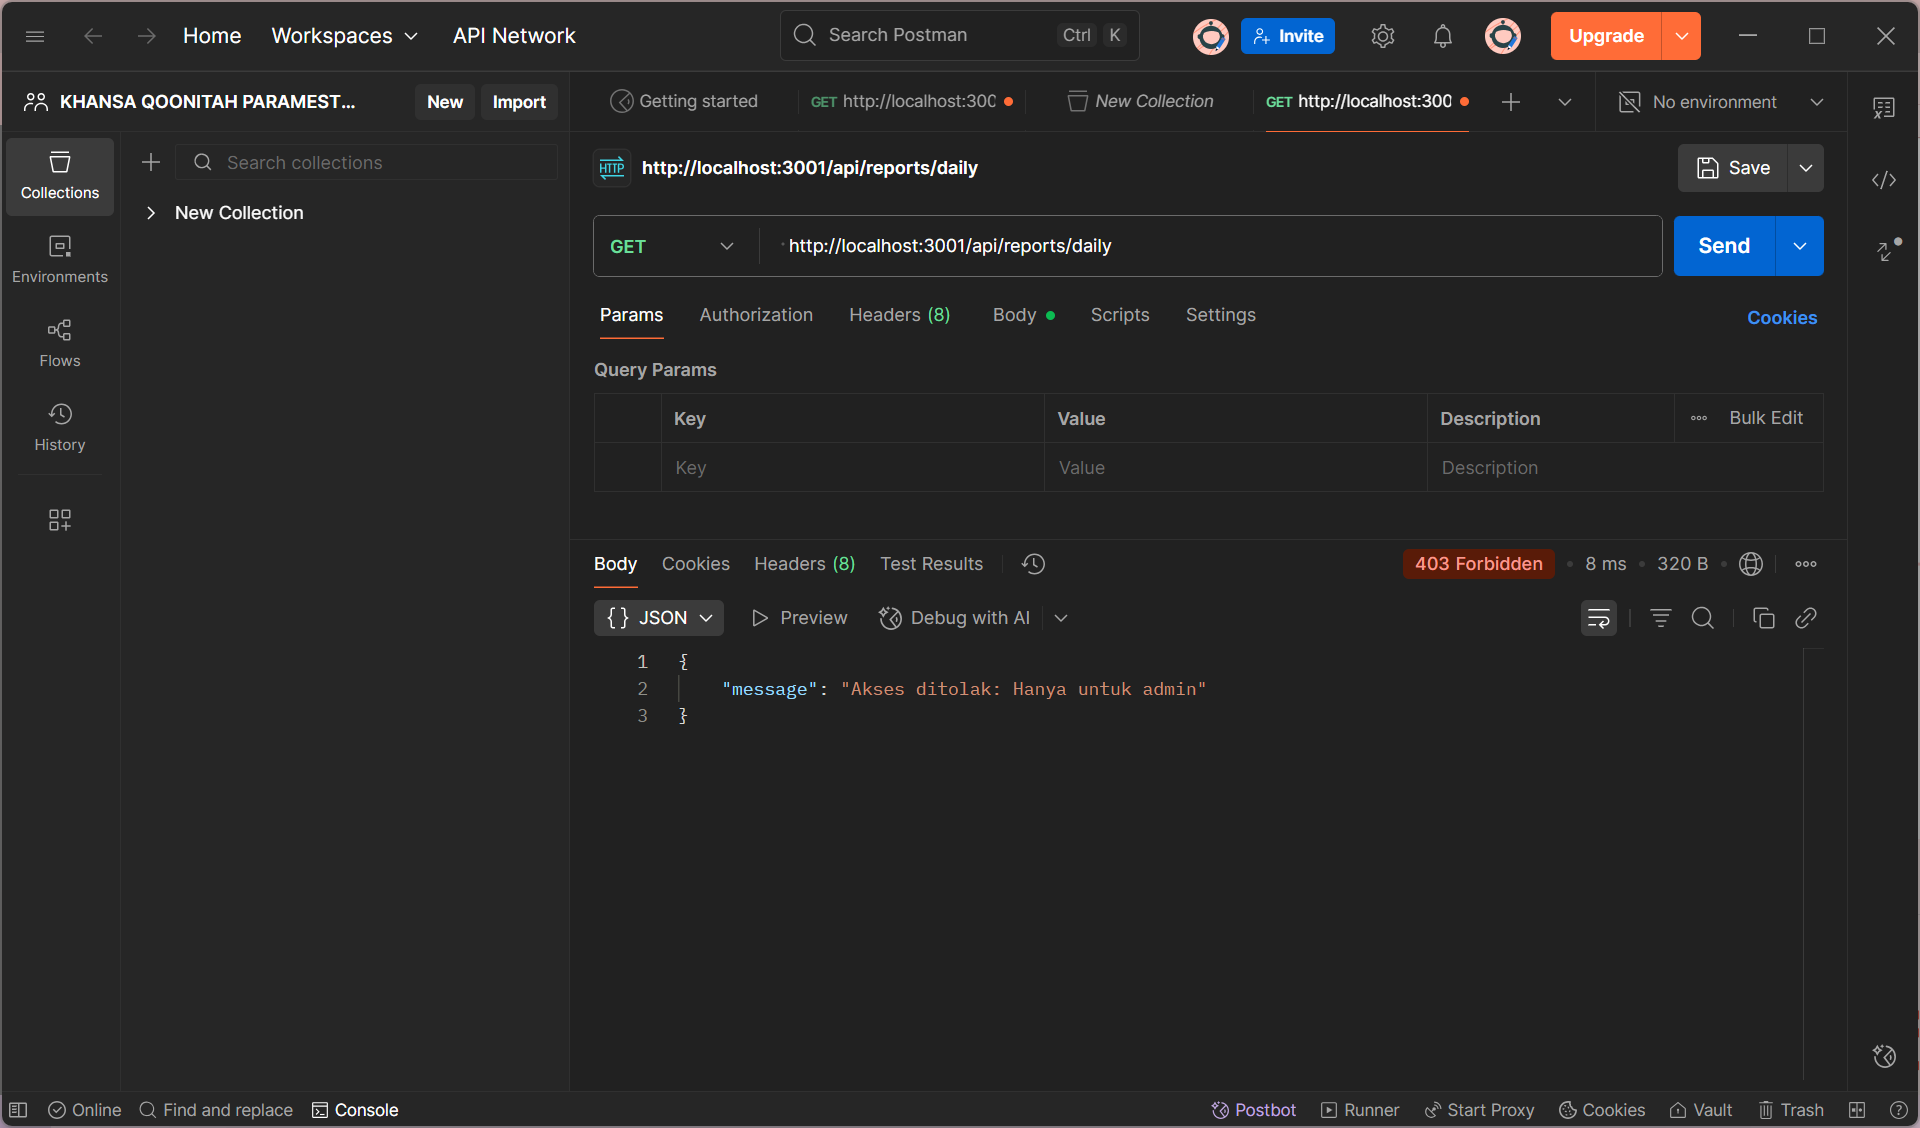 Home
Workspaces
API Network
Search Postman
Ctrl K
Invite
Upgrade
KHANSA QOONITAH PARAMEST...
New
Import
Getting started
GET http://localhost:300
New Collection
GET http://localhost:300
No environment
Collections
Environments
Flows
History
Search collections
New Collection
HTTP
http://localhost:3001/api/reports/daily
Save
GET
http://localhost:3001/api/reports/daily
Send
Params
Authorization
Headers (8)
Body
Scripts
Settings
Cookies
Query Params
Key
Value
Description
Bulk Edit
Key
Value
Description
Body
Cookies
Headers (8)
Test Results
403 Forbidden
8 ms
320 B
{} JSON
Preview
Debug with AI
1 {
2 "message": "Akses ditolak: Hanya untuk admin"
3 }
Online
Find and replace
Console
Postbot
Runner
Start Proxy
Cookies
Vault
Trash